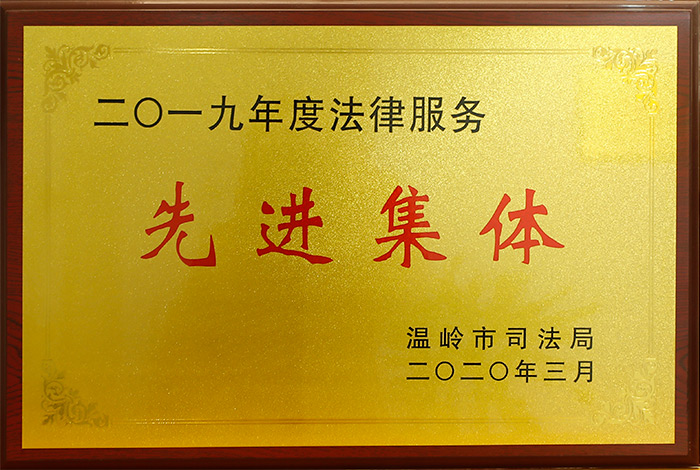 二〇一九年度法律服务
先进集体
温岭市司法局
二〇二〇年三月